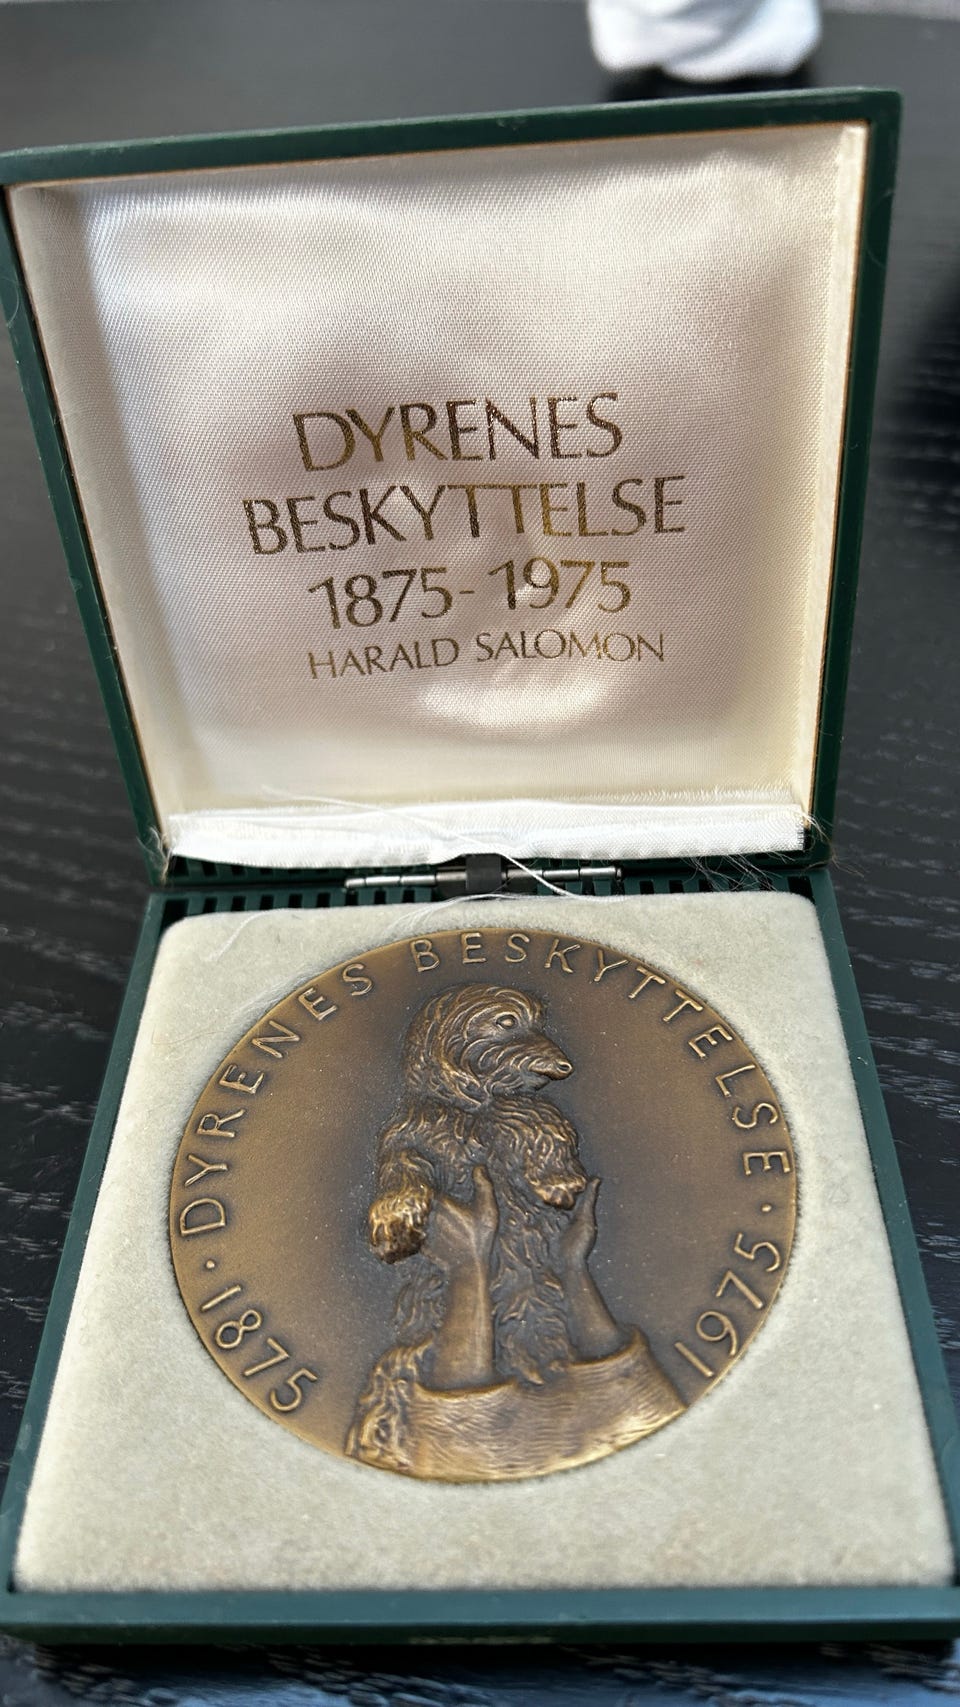 DYRENES
BESKYTTELSE
1875-1975
HARALD SALOMON
· DYRENES BESKYTTELSE ·
1875
1975